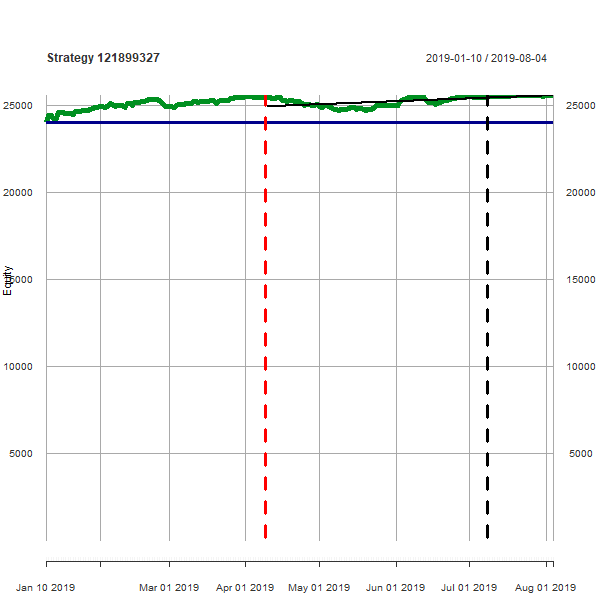 Strategy 121899327
2019-01-10 / 2019-08-04
25000
25000
20000
20000
Equity
15000
15000
10000
10000
5000
5000
Jan 10 2019
Mar 01 2019
Apr 01 2019
May 01 2019
Jun 01 2019
Jul 01 2019
Aug 01 2019